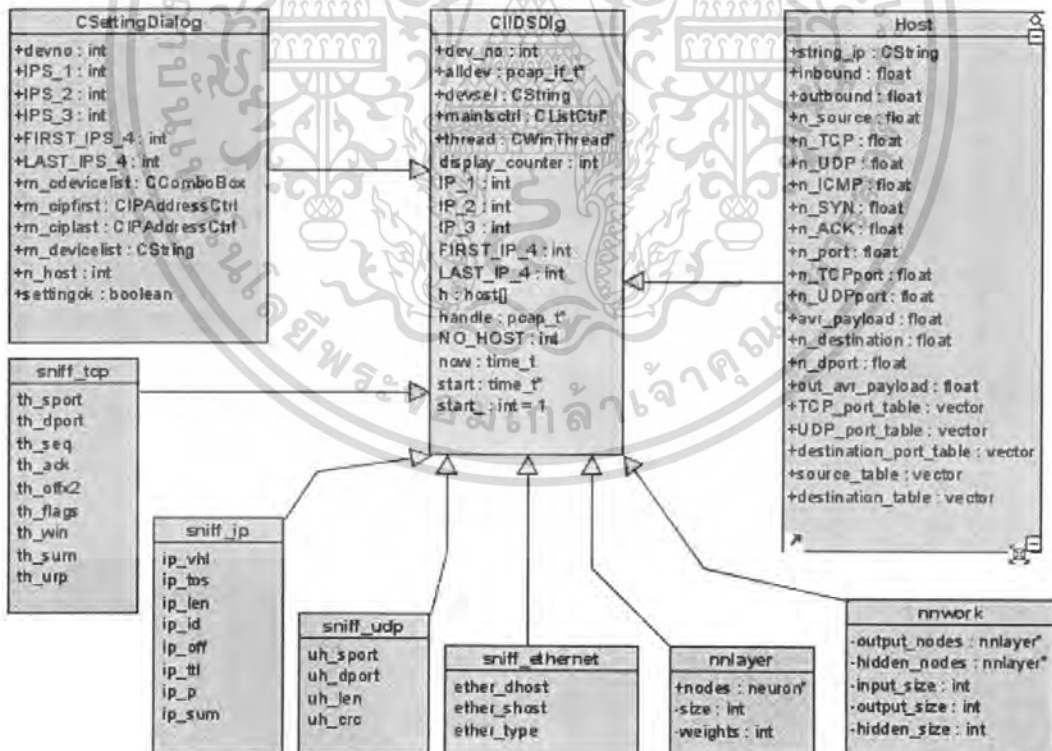 CSettingDialog
+devno : int
+IPS_1 : int
+IPS_2 : int
+IPS_3 : int
+FIRST_IPS_4 : int
+LAST_IPS_4 : int
+m_cdevicelist : CComboBox
+m_cipfirst : CIPAddressCtrl
+m_ciplast : CIPAddressCtrl
+m_devicelist : CString
+n_host : int
+settingok : boolean
CIIDSDlg
+dev_no : int
+alldev : pcap_if_t*
+devsel : CString
+mainlsctrl : CListCtrl*
+thread : CWinThread*
display_counter : int
IP_1 : int
IP_2 : int
IP_3 : int
FIRST_IP_4 : int
LAST_IP_4 : int
h : host[]
handle : pcap_t*
NO_HOST : int
now : time_t
start : time_t*
start_ : int = 1
Host
+string_ip : CString
+inbound : float
+outbound : float
+n_source : float
+n_TCP : float
+n_UDP : float
+n_ICMP : float
+n_SYN : float
+n_ACK : float
+n_port : float
+n_TCPport : float
+n_UDPport : float
+avr_payload : float
+n_destination : float
+n_dport : float
+out_avr_payload : float
+TCP_port_table : vector
+UDP_port_table : vector
+destination_port_table : vector
+source_table : vector
+destination_table : vector
sniff_tcp
th_sport
th_dport
th_seq
th_ack
th_offx2
th_flags
th_win
th_sum
th_urp
sniff_ip
ip_vhl
ip_tos
ip_len
ip_id
ip_off
ip_ttl
ip_p
ip_sum
sniff_udp
uh_sport
uh_dport
uh_len
uh_crc
sniff_ethernet
ether_dhost
ether_shost
ether_type
nnlayer
+nodes : neuron*
-size : int
-weights : int
nnwork
-output_nodes : nnlayer*
-hidden_nodes : nnlayer*
-input_size : int
-output_size : int
-hidden_size : int